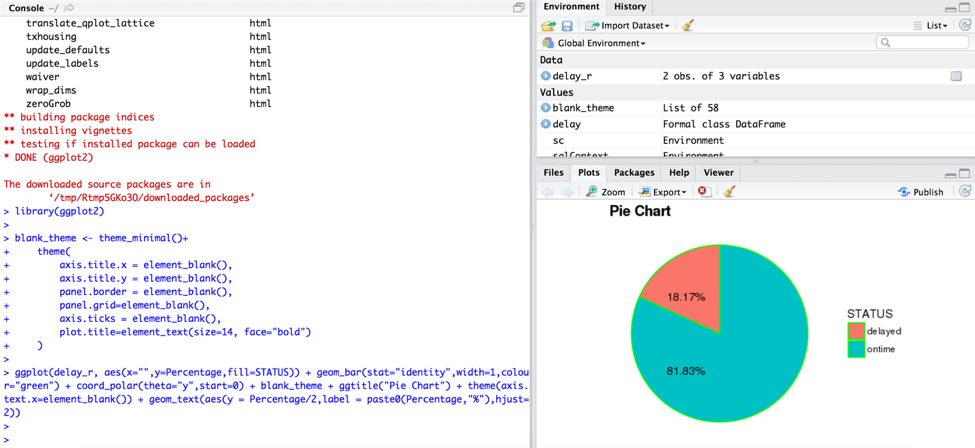 Console ~/
translate_qplot_lattice html
txhousing html
update_defaults html
update_labels html
waiver html
wrap_dims html
zeroGrob html
** building package indices
** installing vignettes
** testing if installed package can be loaded
* DONE (ggplot2)
The downloaded source packages are in
‘/tmp/Rtmp5GKo3O/downloaded_packages’
> library(ggplot2)
>
> blank_theme <- theme_minimal()+
+ theme(
+ axis.title.x = element_blank(),
+ axis.title.y = element_blank(),
+ panel.border = element_blank(),
+ panel.grid=element_blank(),
+ axis.ticks = element_blank(),
+ plot.title=element_text(size=14, face="bold")
+ )
>
> ggplot(delay_r, aes(x="",y=Percentage,fill=STATUS)) + geom_bar(stat="identity",width=1,colou
r="green") + coord_polar(theta="y",start=0) + blank_theme + ggtitle("Pie Chart") + theme(axis.
text.x=element_blank()) + geom_text(aes(y = Percentage/2,label = paste0(Percentage,"%"),hjust=
2))
>
>
Environment History
Import Dataset List
Global Environment
Data
delay_r 2 obs. of 3 variables
Values
blank_theme List of 58
delay Formal class DataFrame
sc Environment
sqlContext Environment
Files Plots Packages Help Viewer
Zoom Export Publish
Pie Chart
18.17%
81.83%
STATUS
delayed
ontime